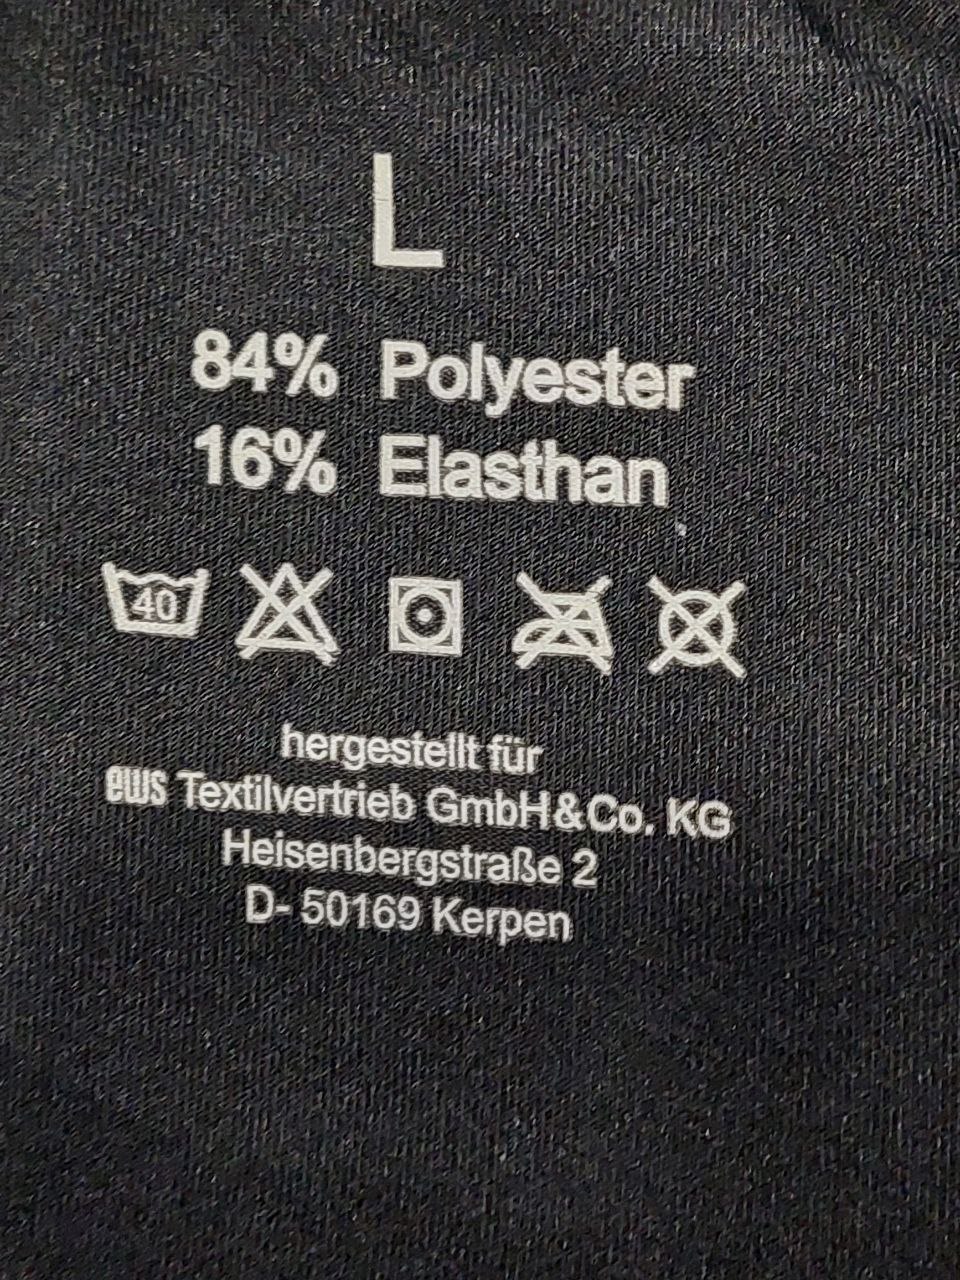 L
84% Polyester
16% Elasthan
40
hergestellt für
ews Textilvertrieb GmbH&Co. KG
Heisenbergstraße 2
D- 50169 Kerpen